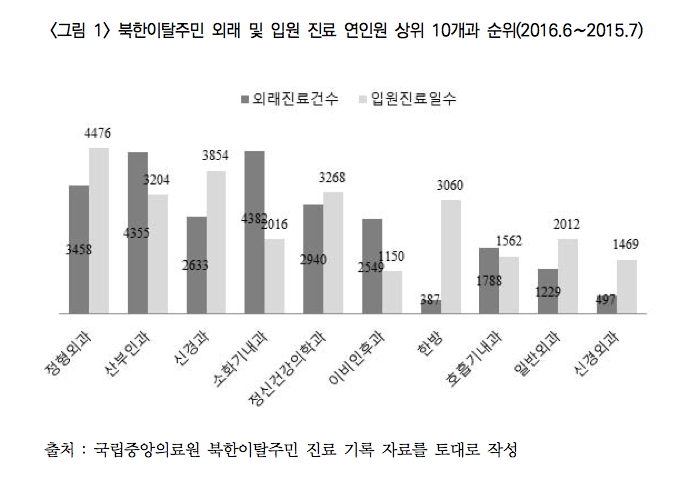 <그림 1> 북한이탈주민 외래 및 입원 진료 연인원 상위 10개과 순위(2016.6~2015.7)
■외래진료건수 ■입원진료일수
4476
3458
4355
3204
3854
2633
4382
2016
3268
2940
2549
1150
3060
387
1562
1788
2012
1229
1469
497
정형외과
산부인과
신경과
소화기내과
정신건강의학과
이비인후과
한방
호흡기내과
일반외과
신경외과
출처 : 국립중앙의료원 북한이탈주민 진료 기록 자료를 토대로 작성